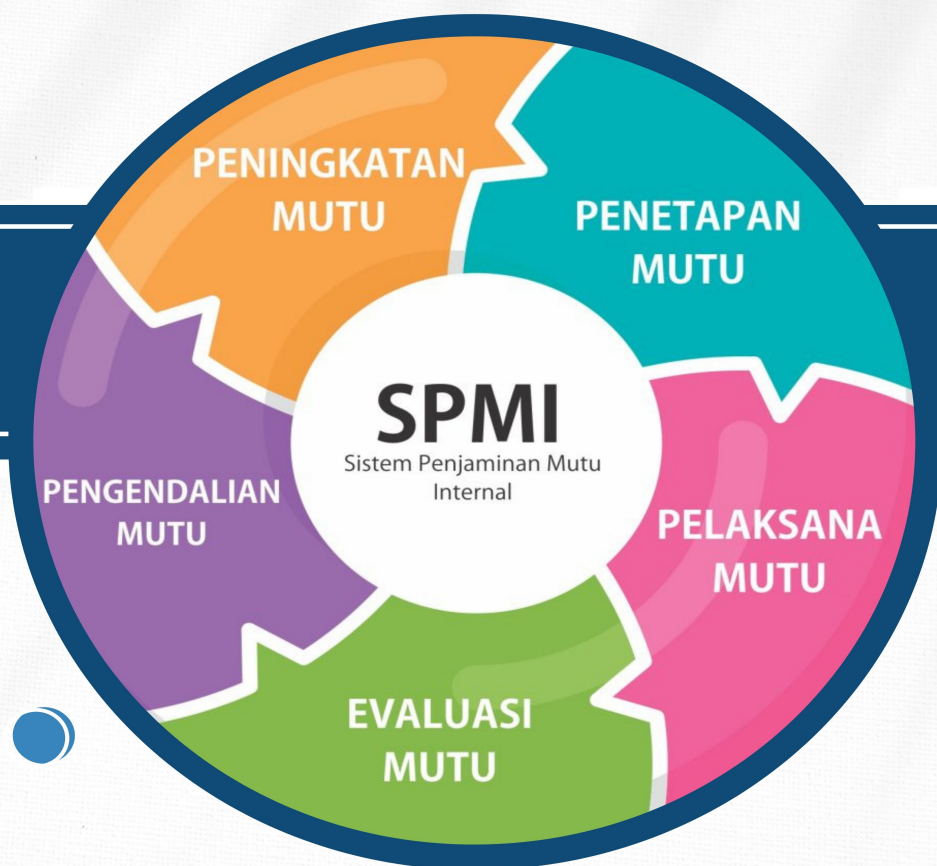 PENINGKATAN
MUTU
PENETAPAN
MUTU
SPMI
Sistem Penjaminan Mutu
Internal
PENGENDALIAN
MUTU
PELAKSANA
MUTU
EVALUASI
MUTU